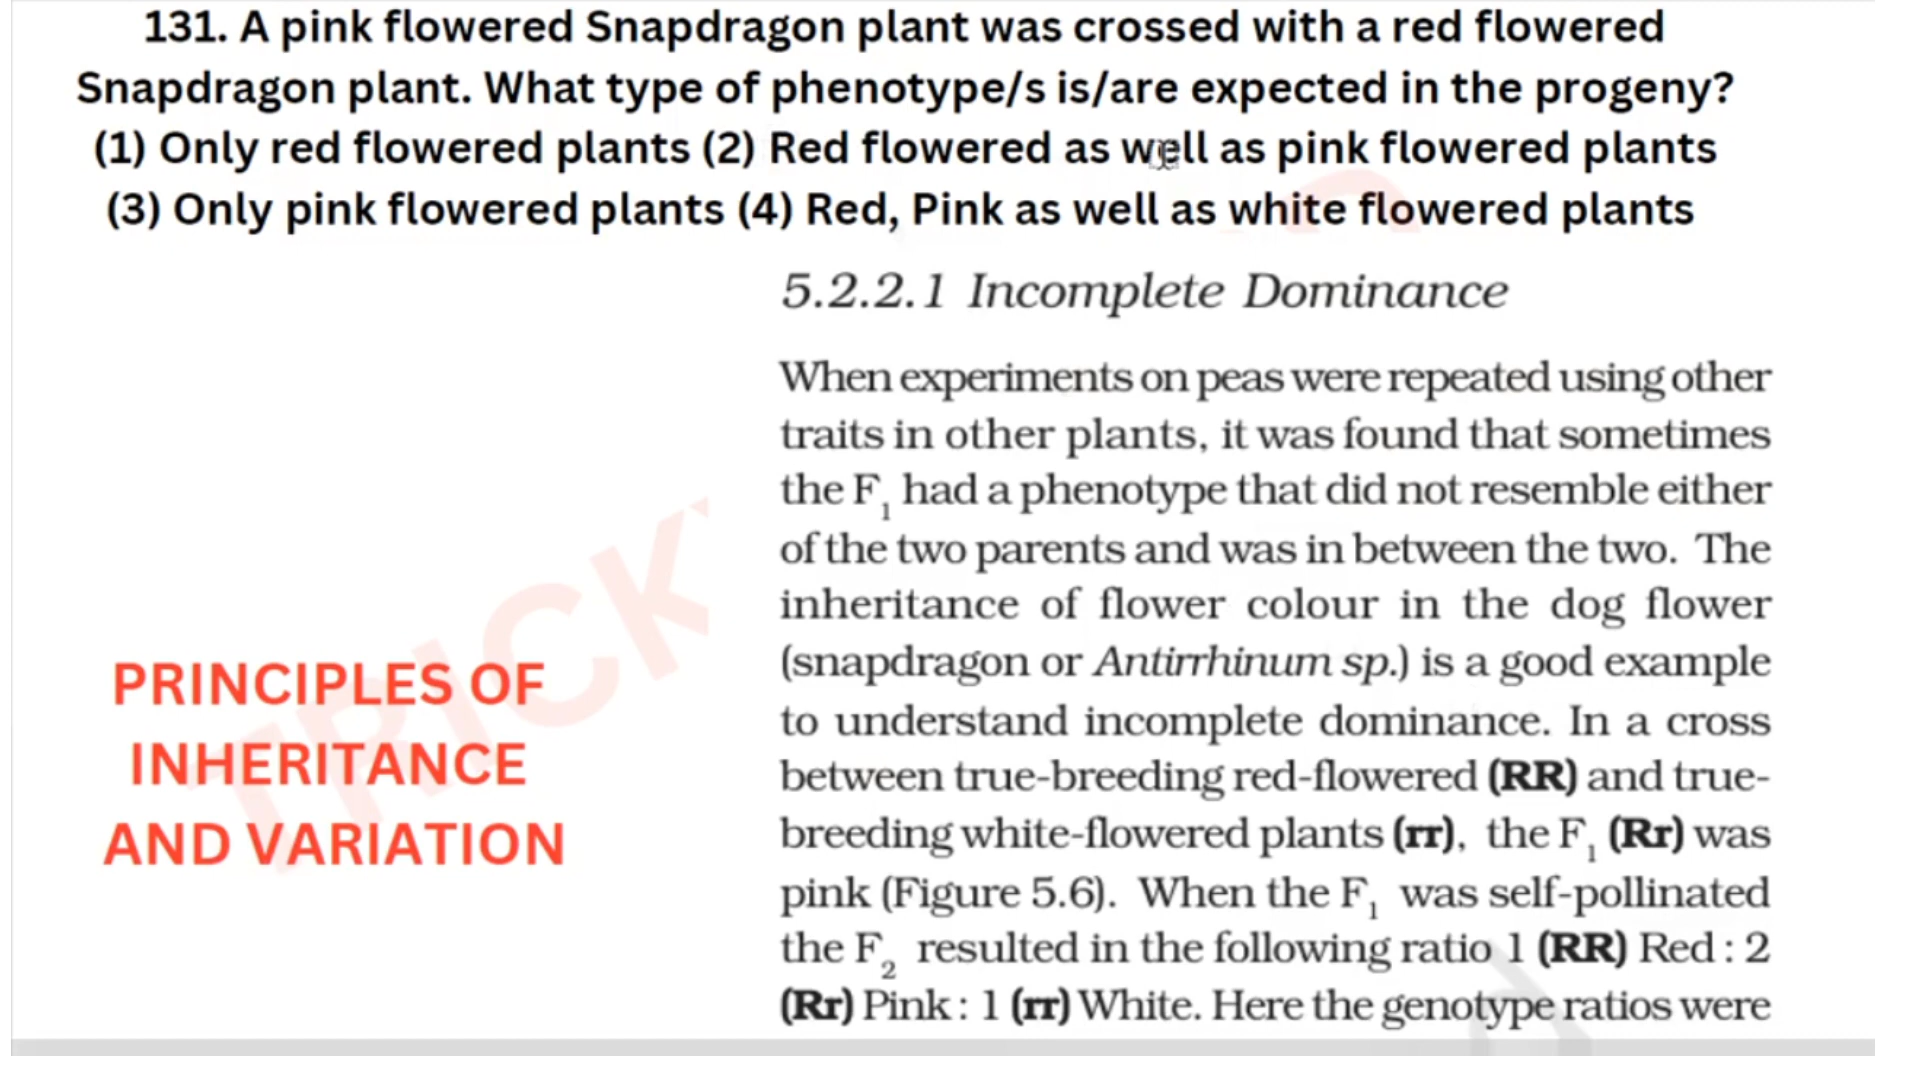 131. A pink flowered Snapdragon plant was crossed with a red flowered
Snapdragon plant. What type of phenotype/s is/are expected in the progeny?
(1) Only red flowered plants (2) Red flowered as well as pink flowered plants
(3) Only pink flowered plants (4) Red, Pink as well as white flowered plants
5.2.2.1 Incomplete Dominance
When experiments on peas were repeated using other
traits in other plants, it was found that sometimes
the F1 had a phenotype that did not resemble either
of the two parents and was in between the two. The
inheritance of flower colour in the dog flower
(snapdragon or Antirrhinum sp.) is a good example
to understand incomplete dominance. In a cross
between true-breeding red-flowered (RR) and true-
breeding white-flowered plants (rr), the F1 (Rr) was
pink (Figure 5.6). When the F1 was self-pollinated
the F2 resulted in the following ratio 1 (RR) Red : 2
(Rr) Pink : 1 (rr) White. Here the genotype ratios were
PRINCIPLES OF
INHERITANCE
AND VARIATION
TRICK